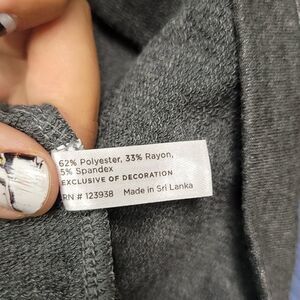 62% Polyester, 33% Rayon,
5% Spandex
EXCLUSIVE OF DECORATION
RN # 123938 Made in Sri Lanka